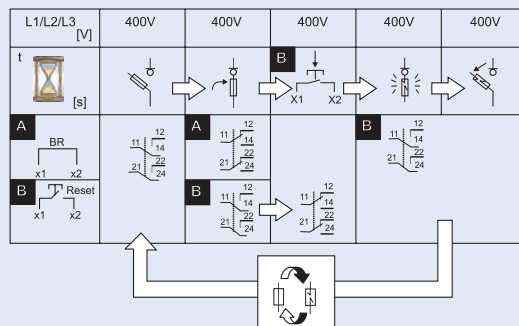 L1/L2/L3 [V] 400V 400V 400V 400V 400V
t
[s]
B
X1 X2
A
BR
x1 x2
B
Reset
x1 x2
11 12 14
21 22 24
A
11 12 14
21 22 24
B
11 12 14
21 22 24
11 12 14
21 22 24
B
11 12 14
21 22 24